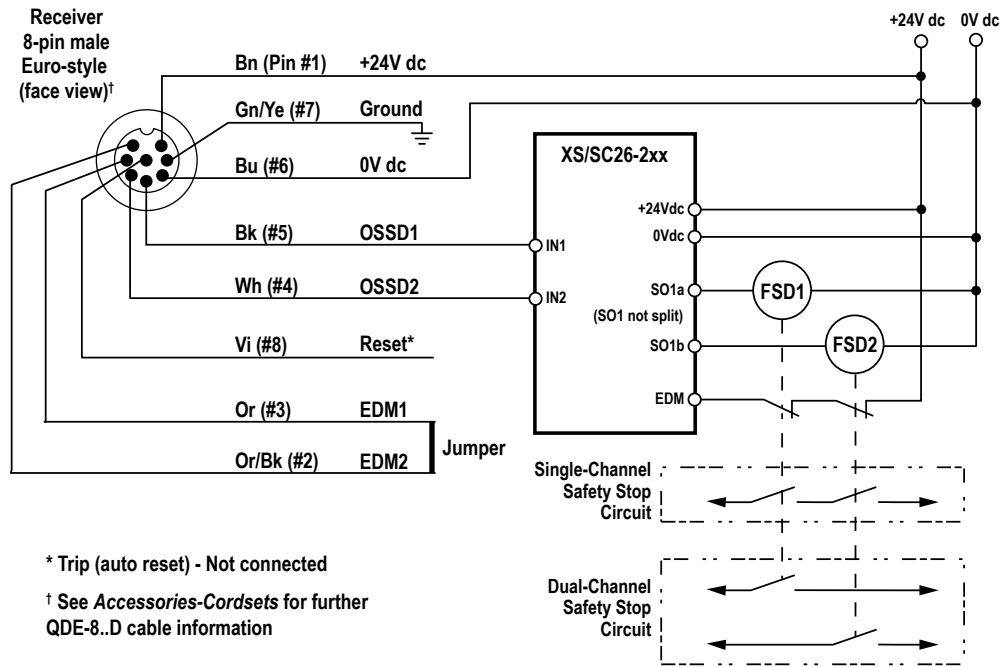 Receiver
8-pin male
Euro-style
(face view)†
+24V dc
0V dc
Bn (Pin #1)
+24V dc
Gn/Ye (#7)
Ground
Bu (#6)
0V dc
Bk (#5)
OSSD1
Wh (#4)
OSSD2
Vi (#8)
Reset*
Or (#3)
EDM1
Or/Bk (#2)
EDM2
Jumper
XS/SC26-2xx
+24Vdc
0Vdc
IN1
IN2
SO1a
(SO1 not split)
SO1b
EDM
FSD1
FSD2
Single-Channel
Safety Stop
Circuit
Dual-Channel
Safety Stop
Circuit
* Trip (auto reset) - Not connected
† See Accessories-Cordsets for further
QDE-8..D cable information